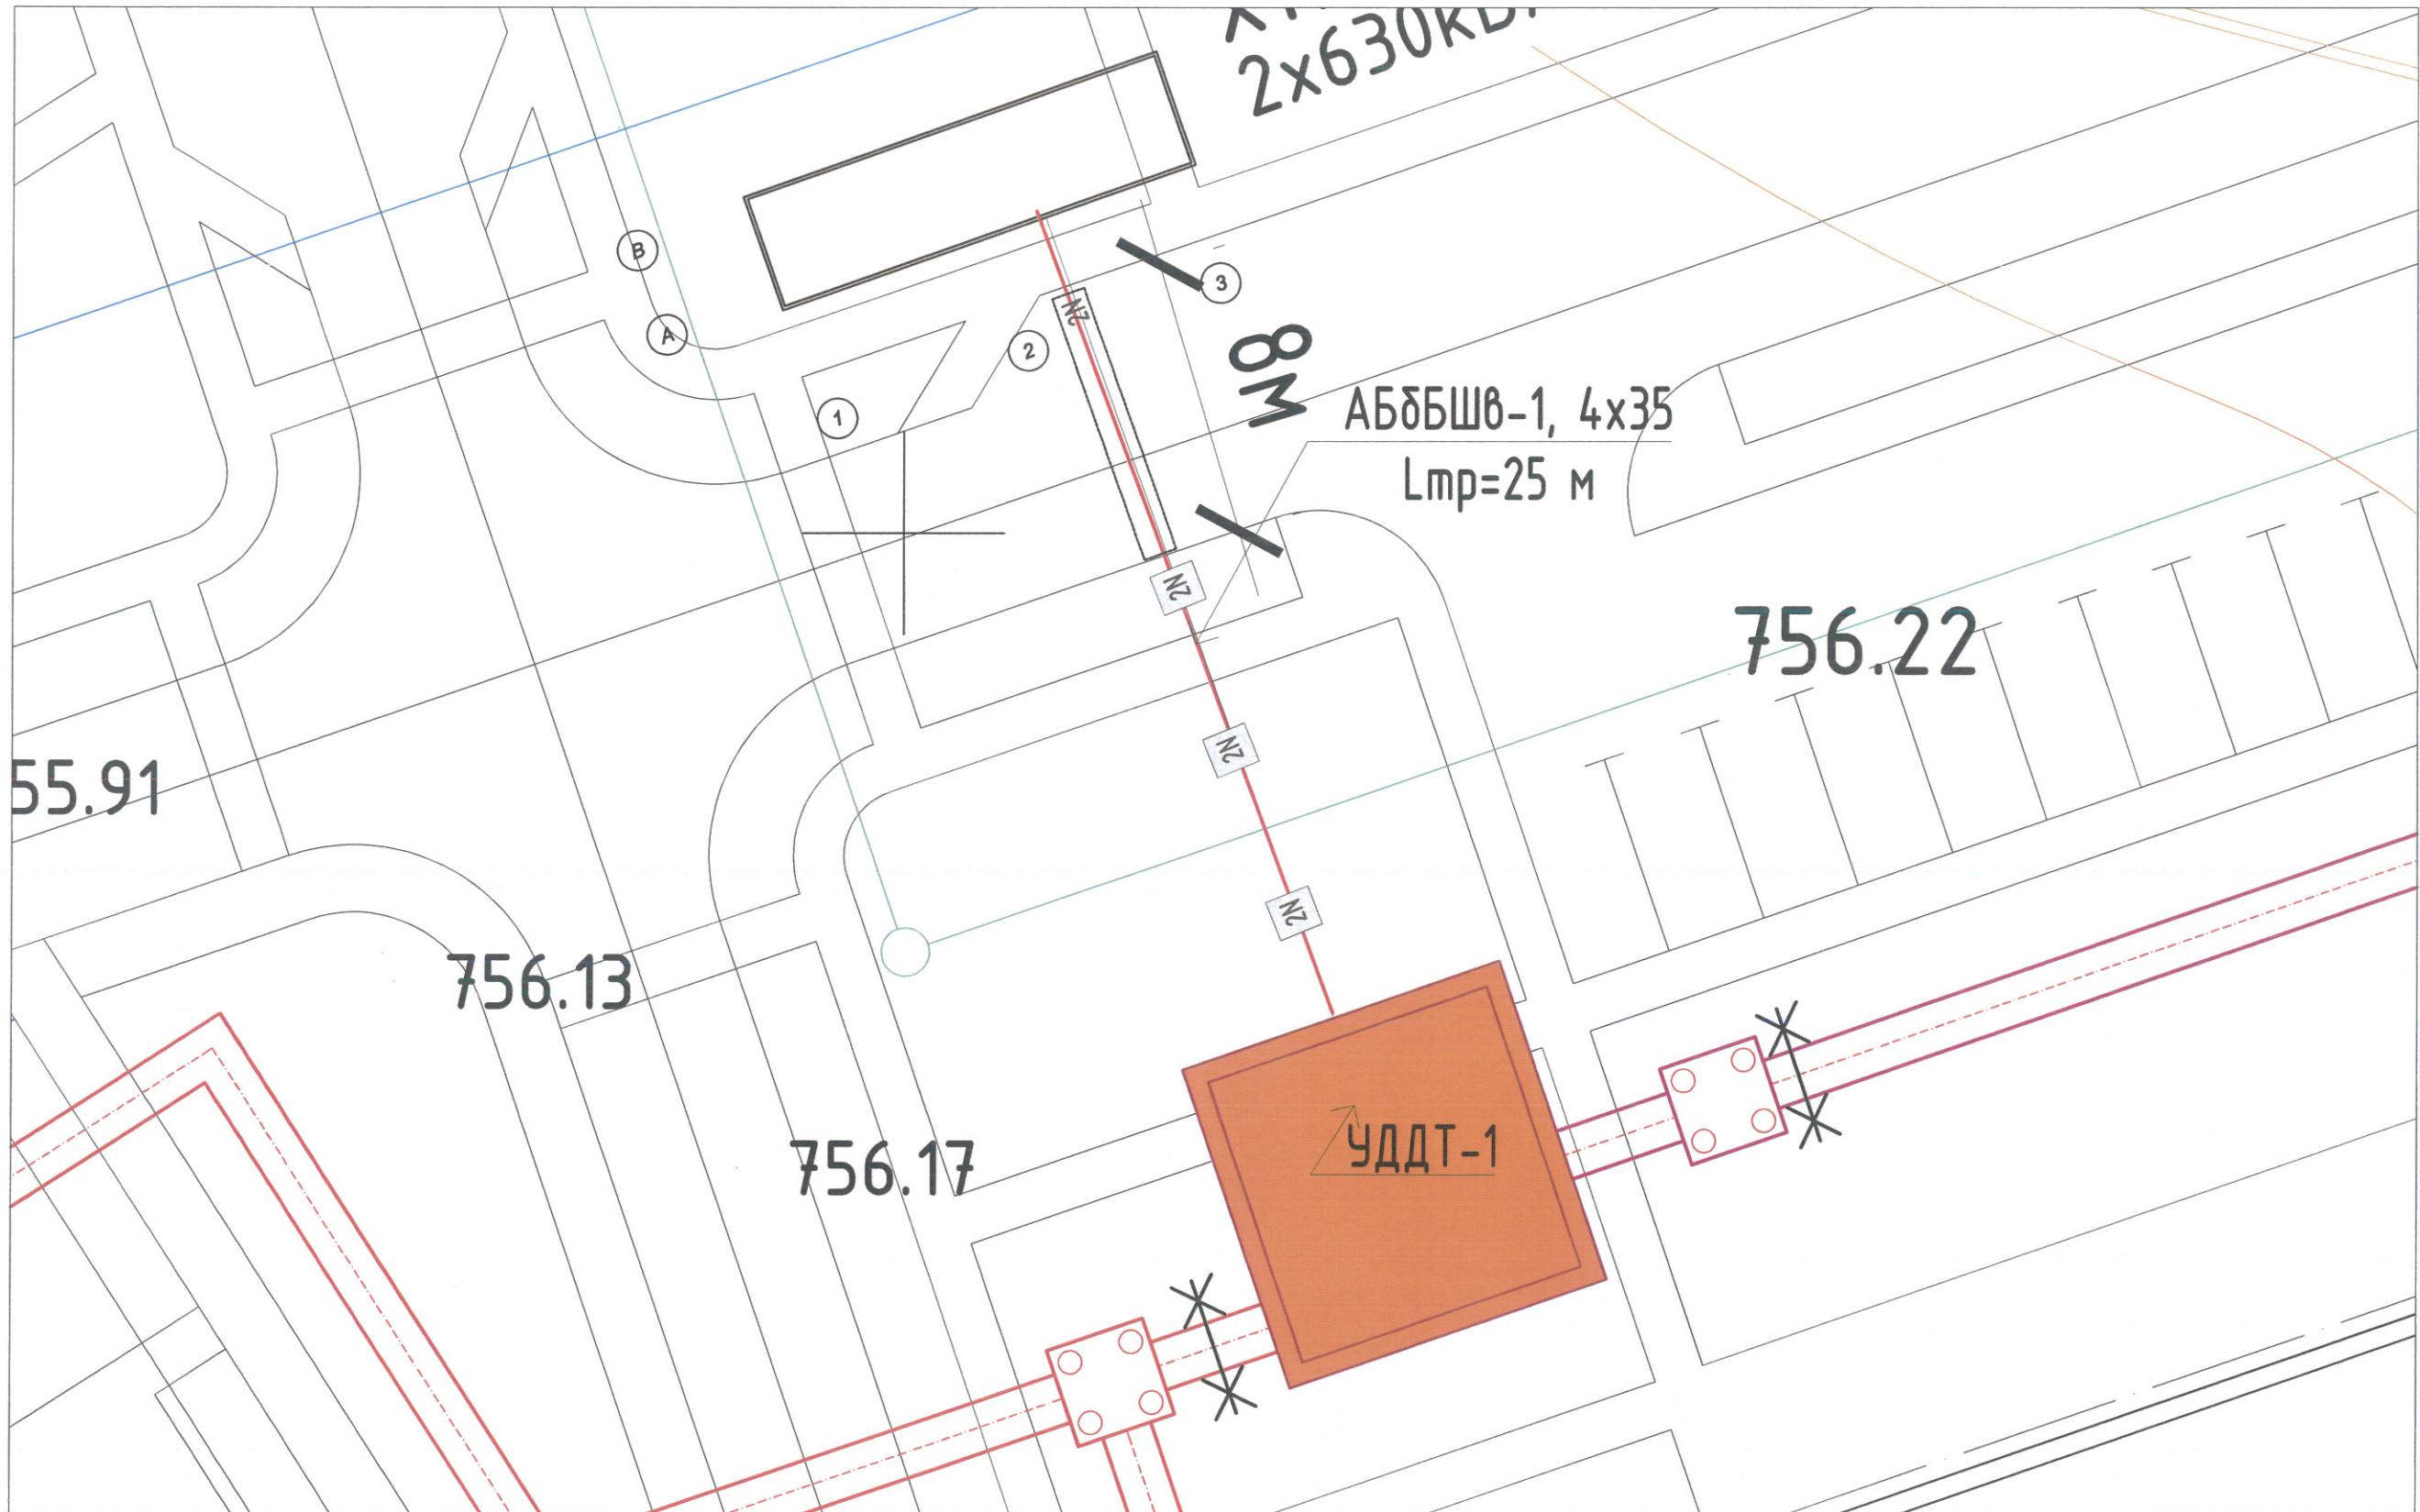 2х630кВ
В
А
3
2N
2
1
8м
АБбБШв-1, 4х35
Lтр=25 м
2N
756.22
2N
55.91
2N
756.13
УДДТ-1
756.17